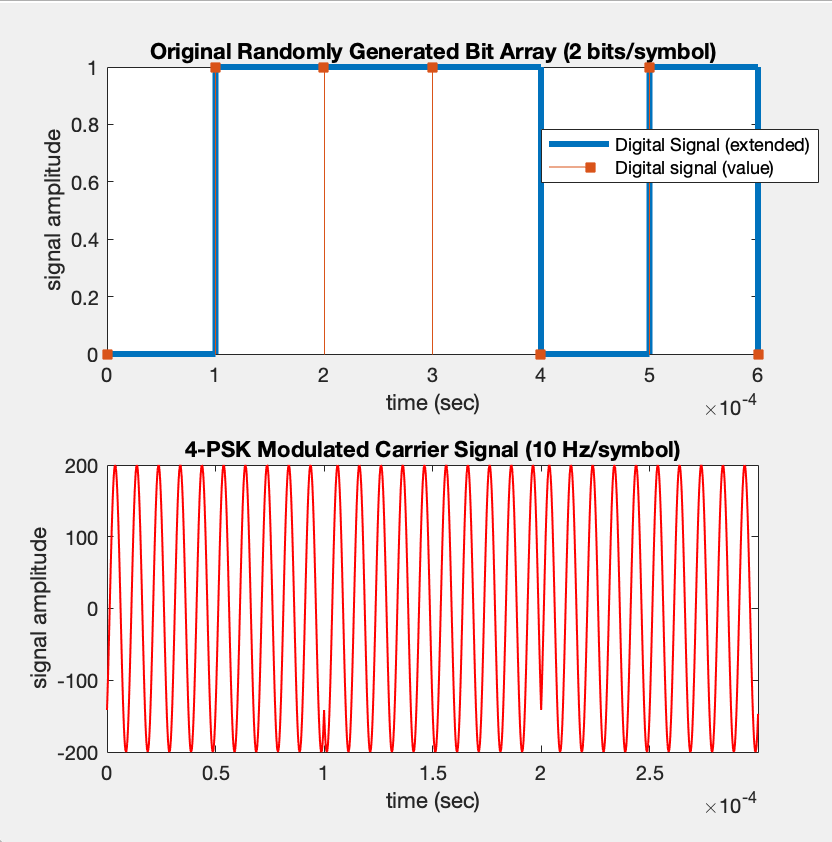 Original Randomly Generated Bit Array (2 bits/symbol)
1
0.8
0.6
0.4
0.2
0
signal amplitude
Digital Signal (extended)
Digital signal (value)
0 1 2 3 4 5 6
time (sec)
×10⁻⁴
4-PSK Modulated Carrier Signal (10 Hz/symbol)
200
100
0
-100
-200
signal amplitude
0 0.5 1 1.5 2 2.5
time (sec)
×10⁻⁴